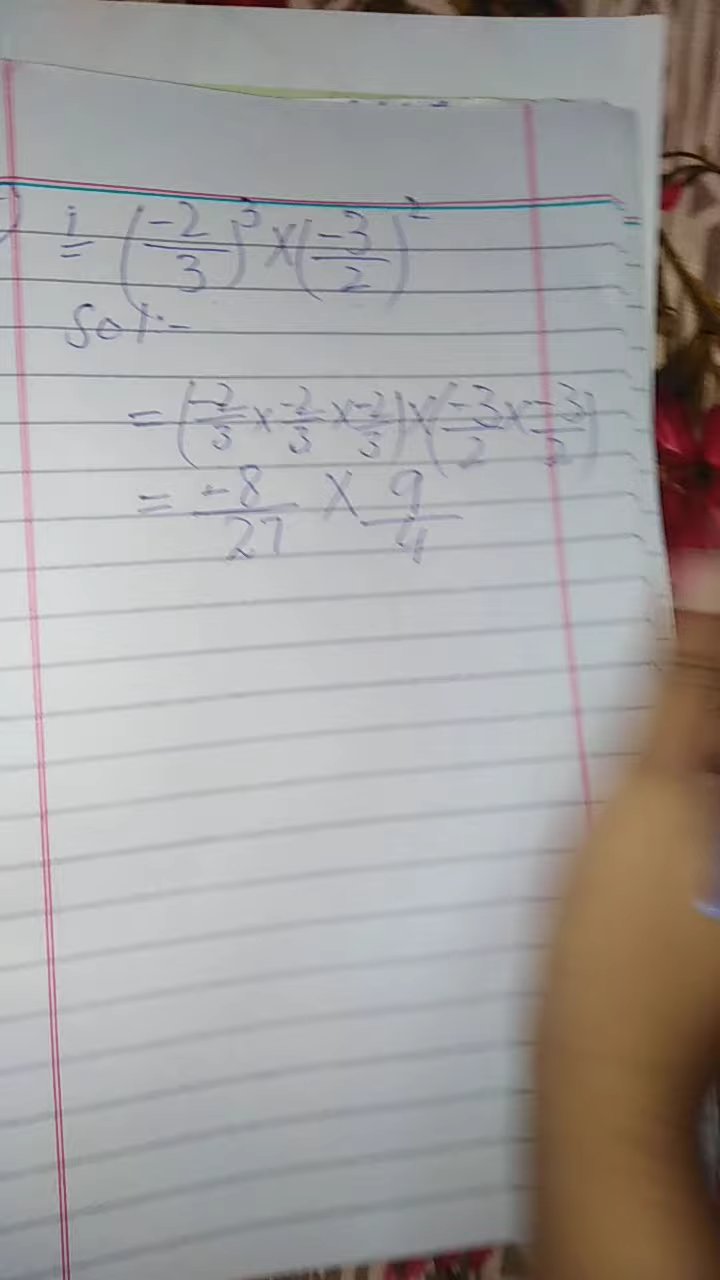 i (-2/3)^3 × (-3/2)^2
Sol:-
= (-2/3 × -2/3 × -2/3) × (-3/2 × -3/2)
= -8/27 × 9/4